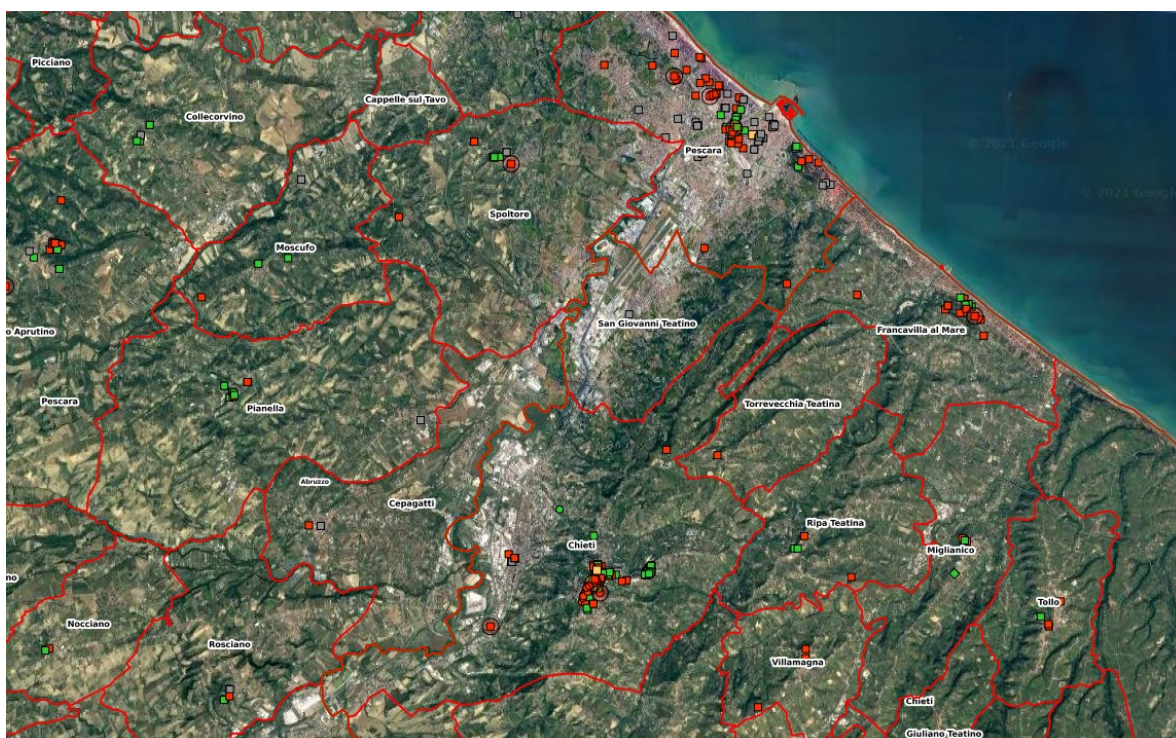 Picciano
Cappelle sul Tavo
Collecorvino
© 2021 Google
Pescara
© 2021 Google
Spoltore
Moscufo
San Giovanni Teatino
o Aprutino
Francavilla al Mare
Pescara
Pianella
Torrevecchia Teatina
Abruzzo
Cepagatti
Ripa Teatina
Chieti
Miglianico
no
Tollo
Nocciano
Rosciano
Villamagna
Chieti
Giuliano Teatino